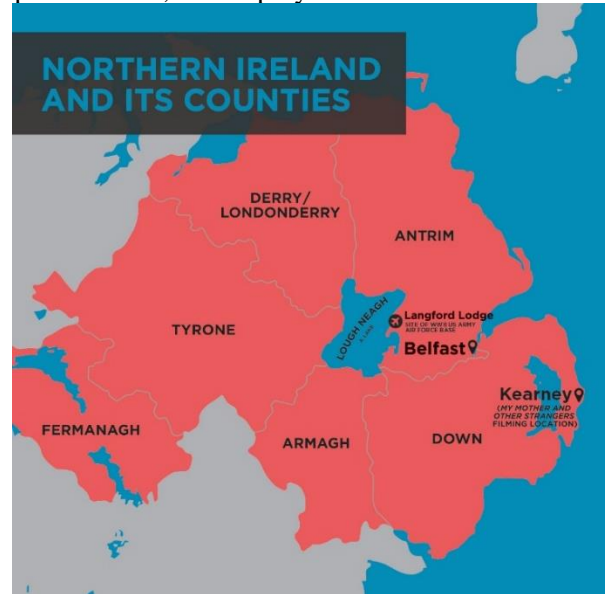 NORTHERN IRELAND
AND ITS COUNTIES
DERRY/
LONDONDERRY
ANTRIM
LOUGH NEAGH
A LAKE
Langford Lodge
SITE OF WWII US ARMY
AIR FORCE BASE
TYRONE
Belfast
Kearney
(MY MOTHER AND
OTHER STRANGERS
FILMING LOCATION)
FERMANAGH
ARMAGH
DOWN